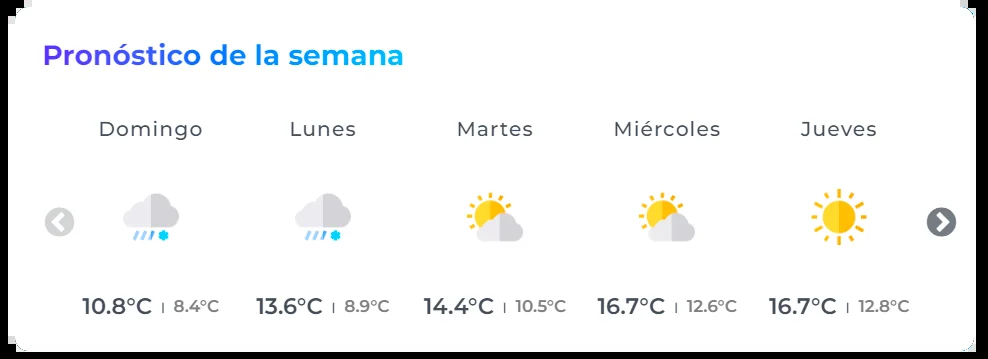 Pronóstico de la semana
Domingo Lunes Martes Miércoles Jueves
10.8°C | 8.4°C 13.6°C | 8.9°C 14.4°C | 10.5°C 16.7°C | 12.6°C 16.7°C | 12.8°C